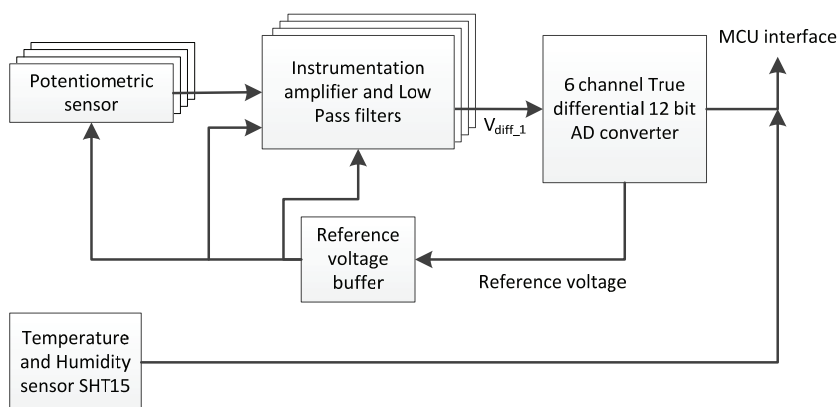 MCU interface
Potentiometric
sensor
Instrumentation
amplifier and Low
Pass filters
V_diff_1
6 channel True
differential 12 bit
AD converter
Reference
voltage
buffer
Reference voltage
Temperature
and Humidity
sensor SHT15